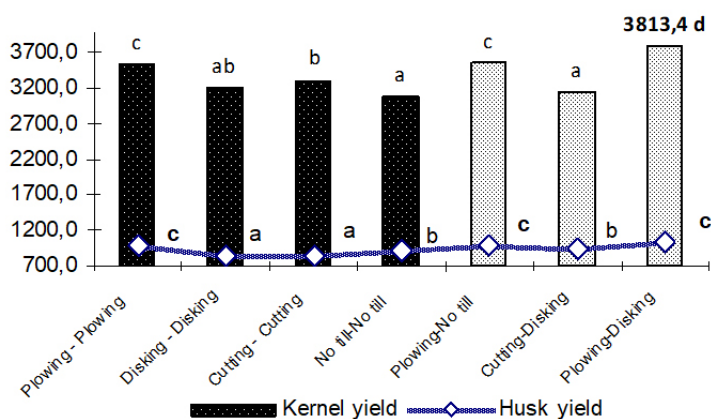 3813,4 d
3700,0
c
ab
b
a
c
a
3200,0
2700,0
2200,0
1700,0
1200,0
c
a
a
b
c
b
c
700,0
Plowing - Plowing
Disking - Disking
Cutting - Cutting
No till-No till
Plowing-No till
Cutting-Disking
Plowing-Disking
Kernel yield
Husk yield